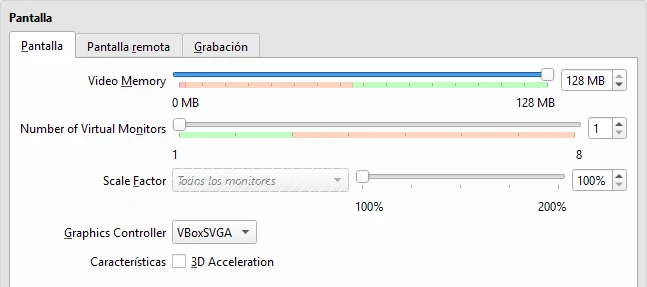 Pantalla
Pantalla Pantalla remota Grabación
Video Memory 128 MB
0 MB 128 MB
Number of Virtual Monitors 1
1 8
Scale Factor Todos los monitores 100%
100% 200%
Graphics Controller VBoxSVGA
Características 3D Acceleration